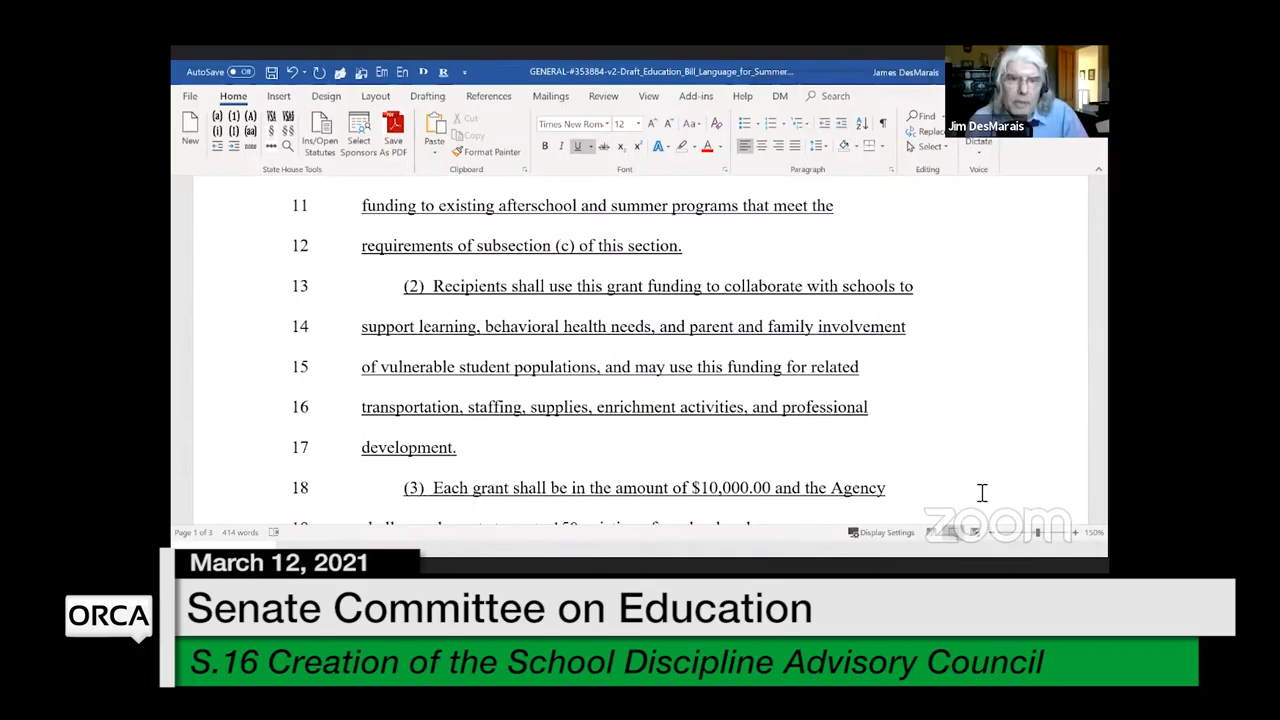 AutoSave Off
GENERAL-#353884-v2-Draft_Education_Bill_Language_for_Summer...
James DesMarais
File Home Insert Design Layout Drafting References Mailings Review View Add-ins Help DM Search
Jim DesMarais
New
Ins/Open Statutes
Select Sponsors
Save As PDF
State House Tools
Paste
Cut
Copy
Format Painter
Clipboard
Times New Rom 12
Font
Paragraph
Find
Replace
Select
Editing
Dictate
Voice
11 funding to existing afterschool and summer programs that meet the
12 requirements of subsection (c) of this section.
13 (2) Recipients shall use this grant funding to collaborate with schools to
14 support learning, behavioral health needs, and parent and family involvement
15 of vulnerable student populations, and may use this funding for related
16 transportation, staffing, supplies, enrichment activities, and professional
17 development.
18 (3) Each grant shall be in the amount of $10,000.00 and the Agency
Page 1 of 3 414 words
Display Settings
150%
zoom
March 12, 2021
ORCA
Senate Committee on Education
S.16 Creation of the School Discipline Advisory Council